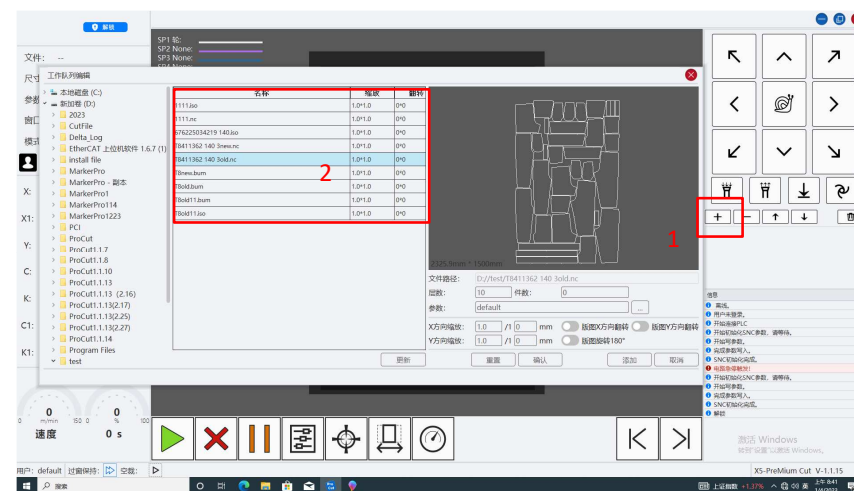 解锁
SP1 轮:
SP2 None:
SP3 None:
文件: --
工作队列编辑
本地磁盘 (C:)
新加卷 (D:)
2023
CutFile
Delta_Log
EtherCAT 上位机软件 1.6.7 (1)
install file
MarkerPro
MarkerPro - 副本
MarkerPro1
MarkerPro114
MarkerPro1223
PCI
ProCut
ProCut1.1.7
ProCut1.1.8
ProCut1.1.10
ProCut1.1.13
ProCut1.1.13 (2.16)
ProCut1.1.13(2.17)
ProCut1.1.13(2.25)
ProCut1.1.13(2.27)
ProCut1.1.14
Program Files
test
名称 缩放 翻转
1111.iso 1.0*1.0 0*0
1111.nc 1.0*1.0 0*0
676225034219 140.iso 1.0*1.0 0*0
T8411362 140 3new.nc 1.0*1.0 0*0
T8411362 140 3old.nc 1.0*1.0 0*0
T8new.bum 1.0*1.0 0*0
T8old.bum 1.0*1.0 0*0
T8old11.bum 1.0*1.0 0*0
T8old11.iso 1.0*1.0 0*0
2
1
2325.9mm * 1500mm
文件路径: D://test/T8411362 140 3old.nc
层数: 10 件数: 0
参数: default ...
X方向缩放: 1.0 /1 0 mm 版图X方向翻转 版图Y方向翻转
Y方向缩放: 1.0 /1 0 mm 版图旋转180°
更新 重置 确认 添加 取消
X:
X1:
Y:
C:
K:
C1:
K1:
信息
离线。
用户未登录。
开始连接PLC
开始初始化SNC参数，请等待。
开始写参数。
完成参数写入。
SNC初始化完成。
电路急停触发!
开始初始化SNC参数，请等待。
开始写参数。
完成参数写入。
SNC初始化完成。
解锁
0 0
0 m/min 150 0 % 100
速度 0 s
激活 Windows
转到"设置"以激活 Windows。
用户: default 过窗保持: 空裁:
X5-PreMium Cut V-1.1.15
搜索
上证指数 +1.37% 英 上午 8:41